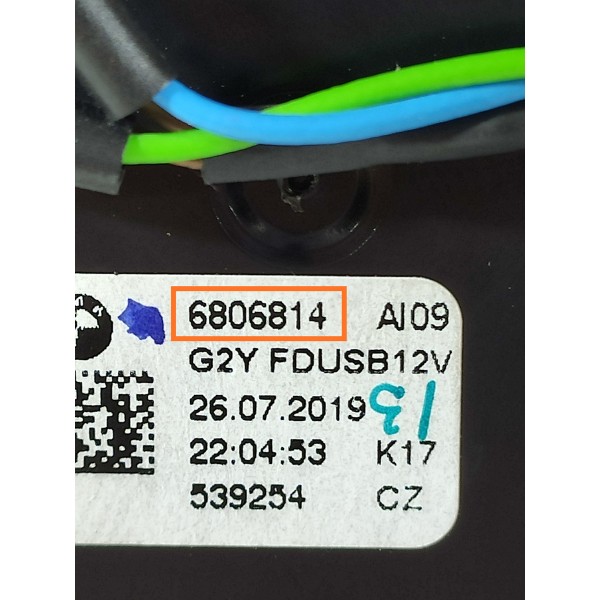 6806814 AI09
G2Y FDUSB12V
26.07.2019
22:04:53 K17
539254 CZ